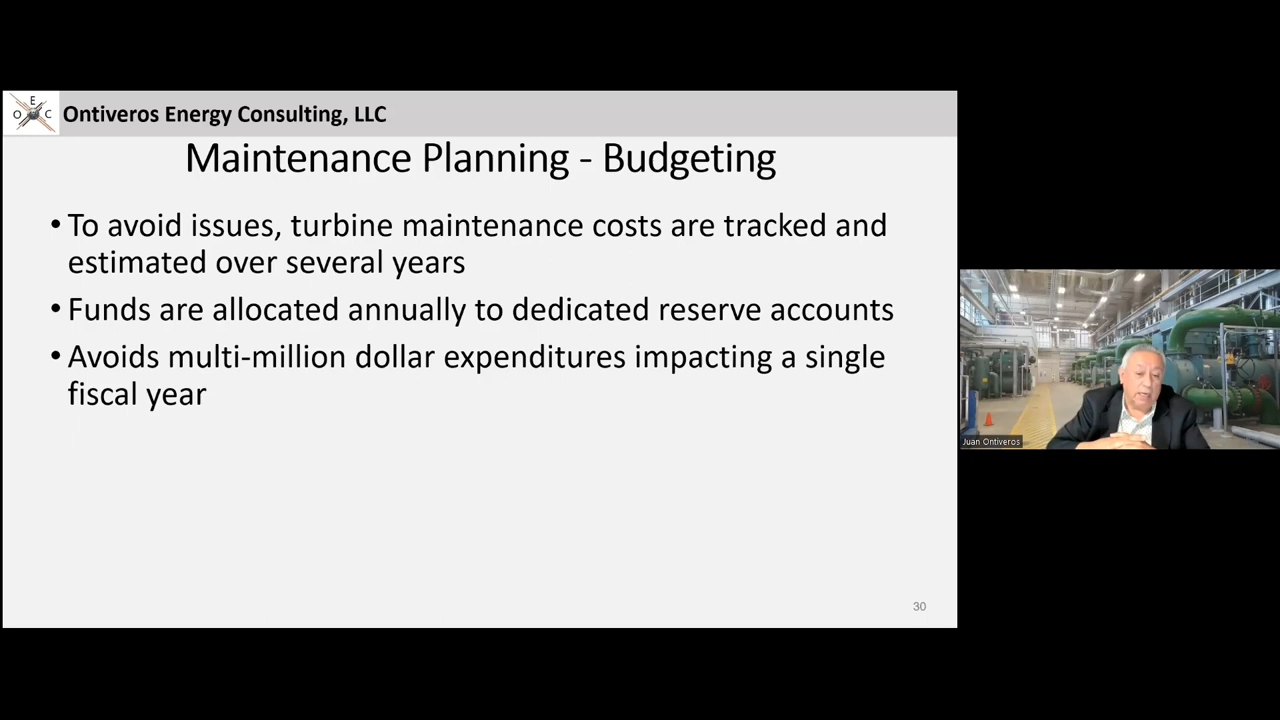 E
O C
Ontiveros Energy Consulting, LLC
Maintenance Planning - Budgeting
• To avoid issues, turbine maintenance costs are tracked and
estimated over several years
• Funds are allocated annually to dedicated reserve accounts
• Avoids multi-million dollar expenditures impacting a single
fiscal year
30
Juan Ontiveros